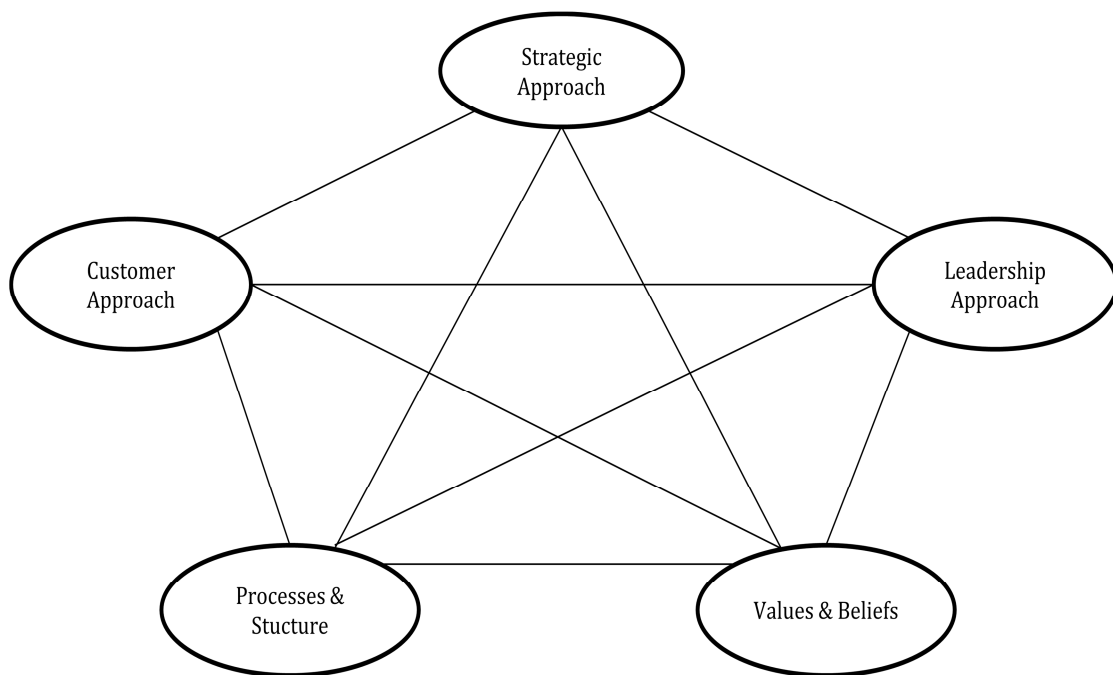 Strategic
Approach
Customer
Approach
Leadership
Approach
Processes &
Stucture
Values & Beliefs